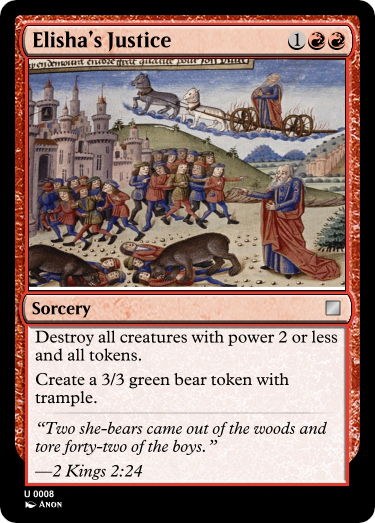 Elisha's Justice 1
Sorcery
Destroy all creatures with power 2 or less
and all tokens.
Create a 3/3 green bear token with
trample.
“Two she-bears came out of the woods and
tore forty-two of the boys.”
—2 Kings 2:24
U 0008
ANON